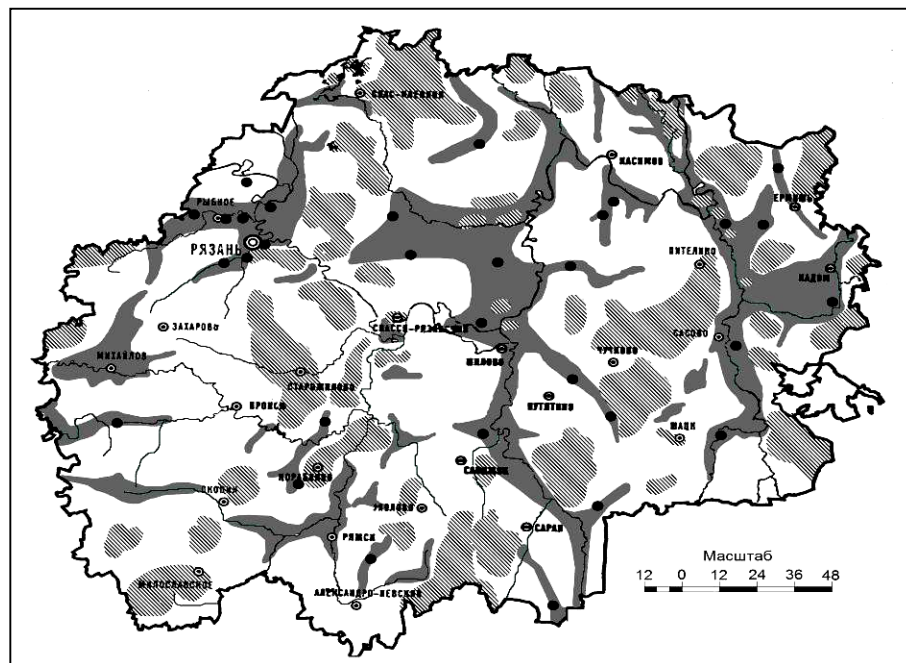 СПАС-КЛЕПИКИ
КАСИМОВ
РЫБНОЕ
ЕРМИШЬ
РЯЗАНЬ
ПИТЕЛИНО
КАДОМ
СПАССК-РЯЗАНСКИЙ
ЗАХАРОВО
САСОВО
ШИЛОВО
ЧУЧКОВО
МИХАЙЛОВ
СТАРОЖИЛОВО
ПУТЯТИНО
ПРОНСК
ШАЦК
САПОЖОК
КОРАБЛИНО
СКОПИН
УХОЛОВО
САРАИ
РЯЖСК
Масштаб
МИЛОСЛАВСКОЕ
12 0 12 24 36 48
АЛЕКСАНДРО-НЕВСКИЙ